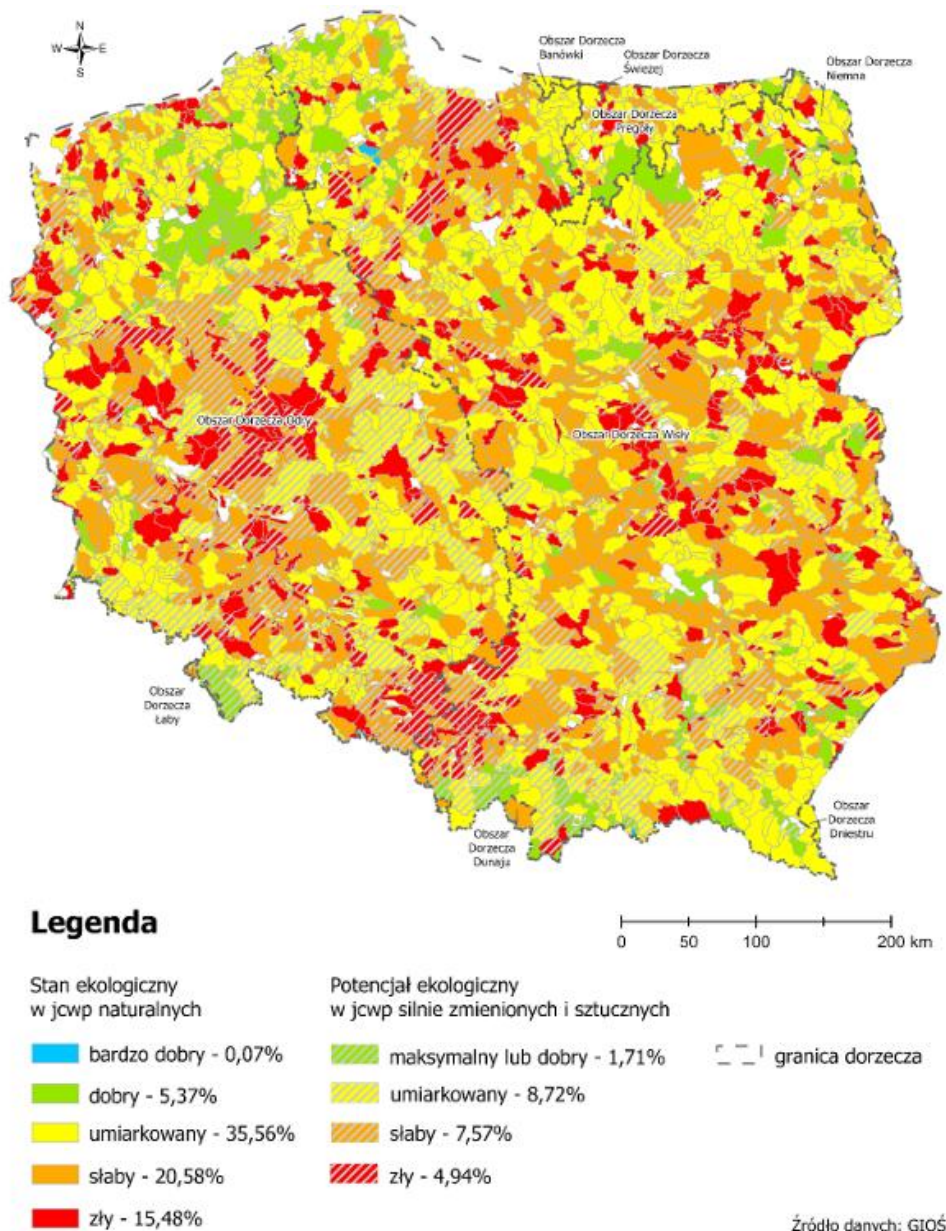 N
W E
S
Obszar Dorzecza
Banówki
Obszar Dorzecza
Świeżej
Obszar Dorzecza
Niemna
Obszar Dorzecza
Pregoły
Obszar Dorzecza Odry
Obszar Dorzecza Wisły
Obszar
Dorzecza
Łaby
Obszar
Dorzecza
Dunaju
Obszar
Dorzecza
Dniestru
Legenda
0 50 100 200 km
Stan ekologiczny
w jcwp naturalnych
bardzo dobry - 0,07%
dobry - 5,37%
umiarkowany - 35,56%
słaby - 20,58%
zły - 15,48%
Potencjał ekologiczny
w jcwp silnie zmienionych i sztucznych
maksymalny lub dobry - 1,71%
umiarkowany - 8,72%
słaby - 7,57%
zły - 4,94%
granica dorzecza
Źródło danych: GIOŚ